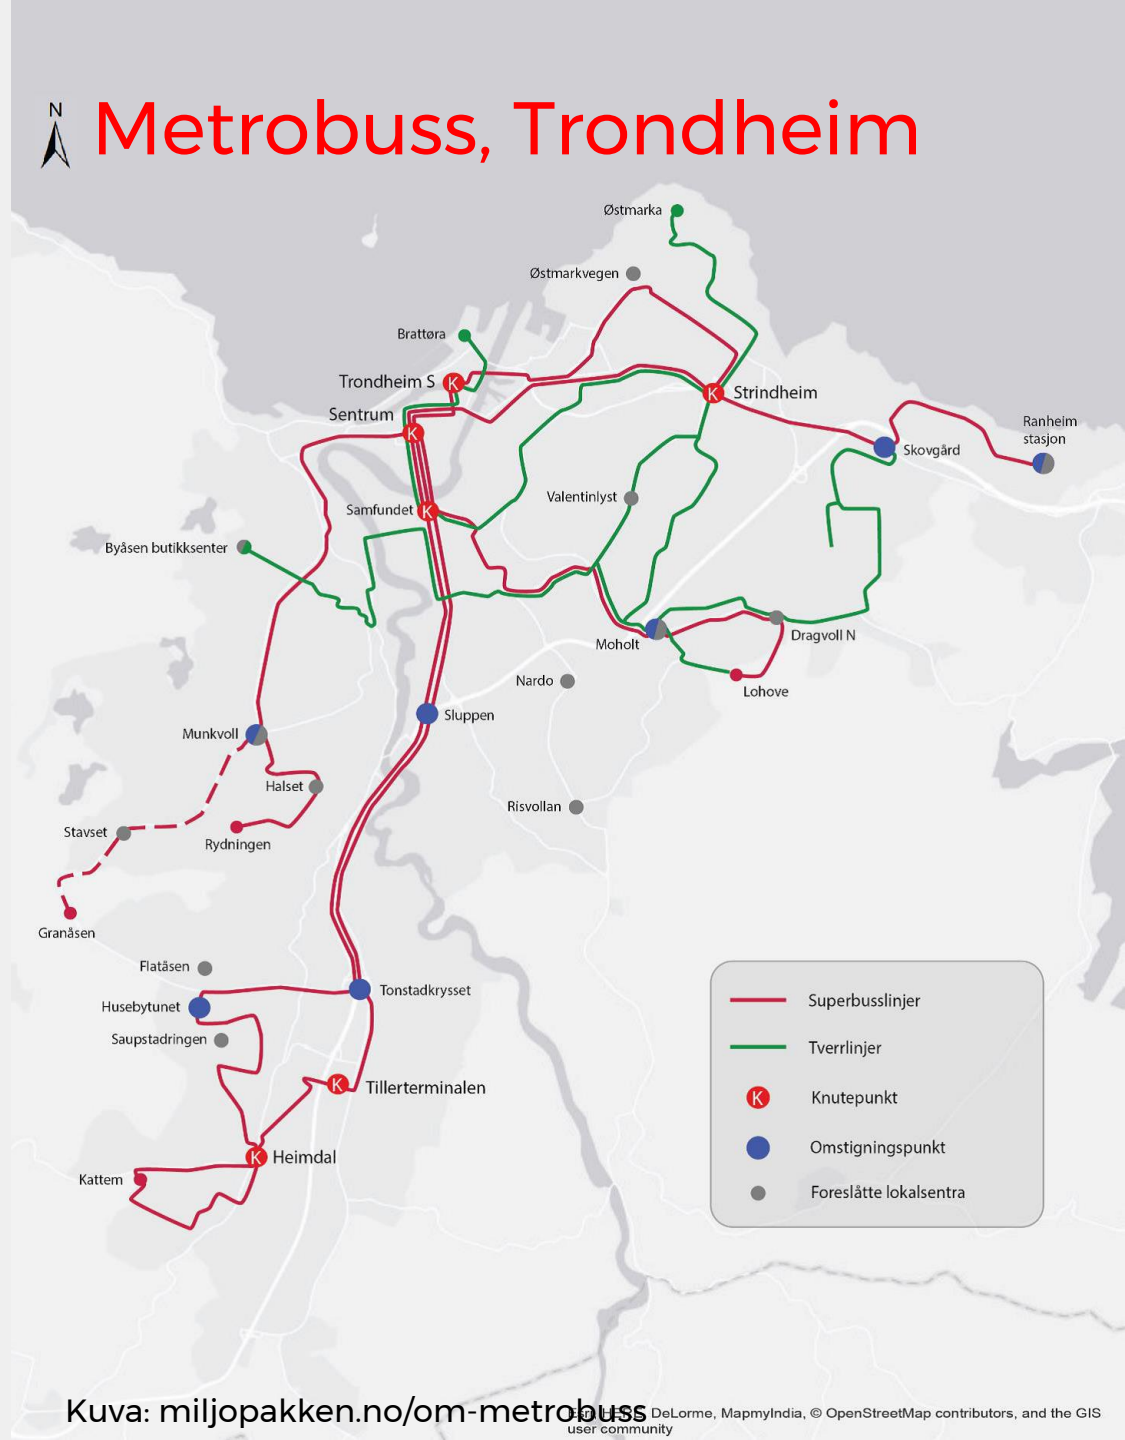 N
Metrobuss, Trondheim
Østmarka
Østmarkvegen
Brattøra
Trondheim S
K
K
Strindheim
Sentrum
K
Ranheim
stasjon
Skovgård
Valentinlyst
Samfundet
K
Byåsen butikksenter
Dragvoll N
Moholt
Nardo
Lohove
Sluppen
Munkvoll
Halset
Risvollan
Stavset
Rydningen
Granåsen
Flatåsen
Tonstadkrysset
Husebytunet
Saupstadringen
K
Tillerterminalen
K
Heimdal
Kattem
Superbusslinjer
Tverrlinjer
K
Knutepunkt
Omstigningspunkt
Foreslåtte lokalsentra
Kuva: miljopakken.no/om-metrobuss
Esri, HERE, DeLorme, MapmyIndia, © OpenStreetMap contributors, and the GIS
user community